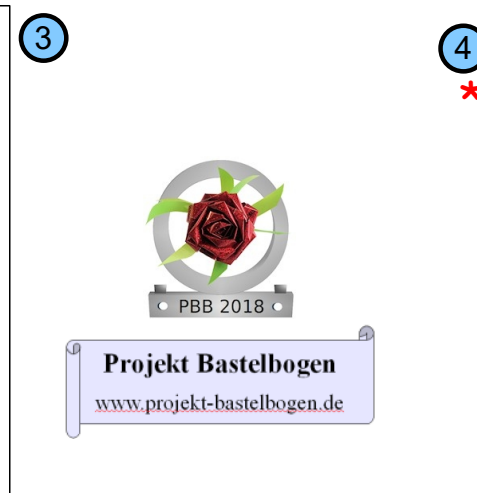 3
4
*
PBB 2018
Projekt Bastelbogen
www.projekt-bastelbogen.de